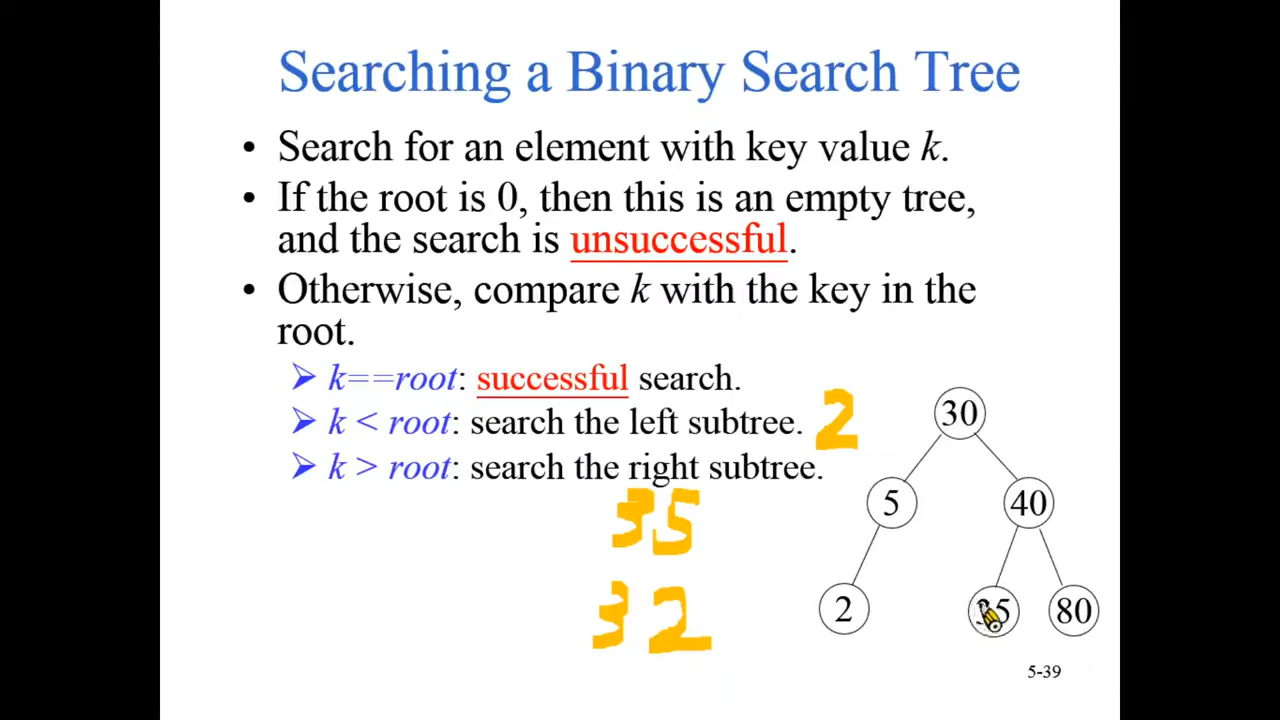 Searching a Binary Search Tree
• Search for an element with key value k.
• If the root is 0, then this is an empty tree,
and the search is unsuccessful.
• Otherwise, compare k with the key in the
root.
➢ k==root: successful search.
➢ k < root: search the left subtree.
➢ k > root: search the right subtree.
2
35
32
30
5
40
2
35
80
5-39